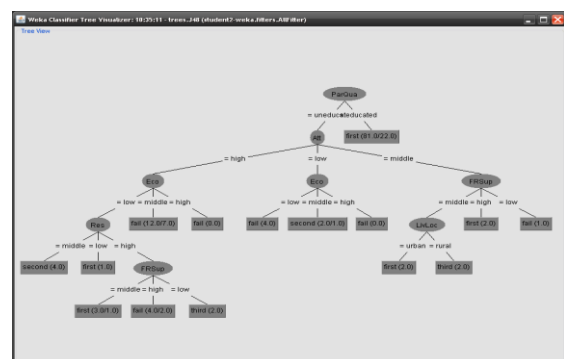 Weka Classifier Tree Visualizer: 10:35:11 - trees.J48 (student2-weka.filters.AllFilter)
Tree View
ParGua
= uneducated = educated
Att first (81.0/22.0)
= high = low = middle
Eco Eco FRSup
= low = middle = high = low = middle = high = middle = high = low
Res fail (12.0/7.0) fail (0.0) fail (4.0) second (2.0/1.0) fail (0.0) LivLoc first (2.0) fail (1.0)
= middle = low = high = urban = rural
second (4.0) first (1.0) FRSup first (2.0) third (2.0)
= middle = high = low
first (3.0/1.0) fail (4.0/2.0) third (2.0)